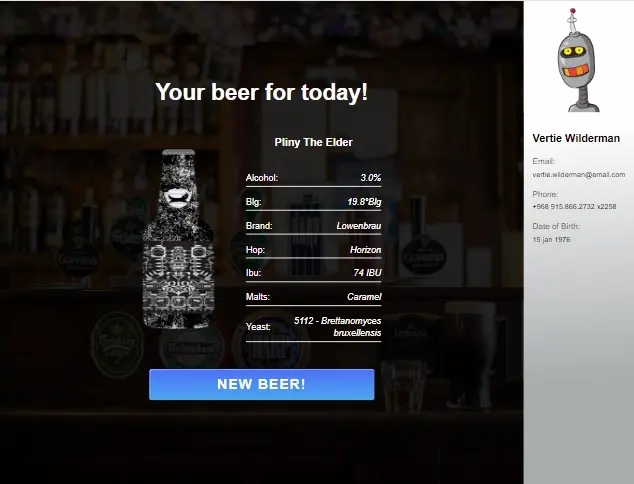 Your beer for today!
Pliny The Elder
Alcohol: 3.0%
Blg: 19.8°Blg
Brand: Lowenbrau
Hop: Horizon
Ibu: 74 IBU
Malts: Caramel
Yeast: 5112 - Brettanomyces
bruxellensis
NEW BEER!
Vertie Wilderman
Email:
vertie.wilderman@email.com
Phone:
+968 915.866.2732 x2258
Date of Birth:
15 jan 1976
Heineken